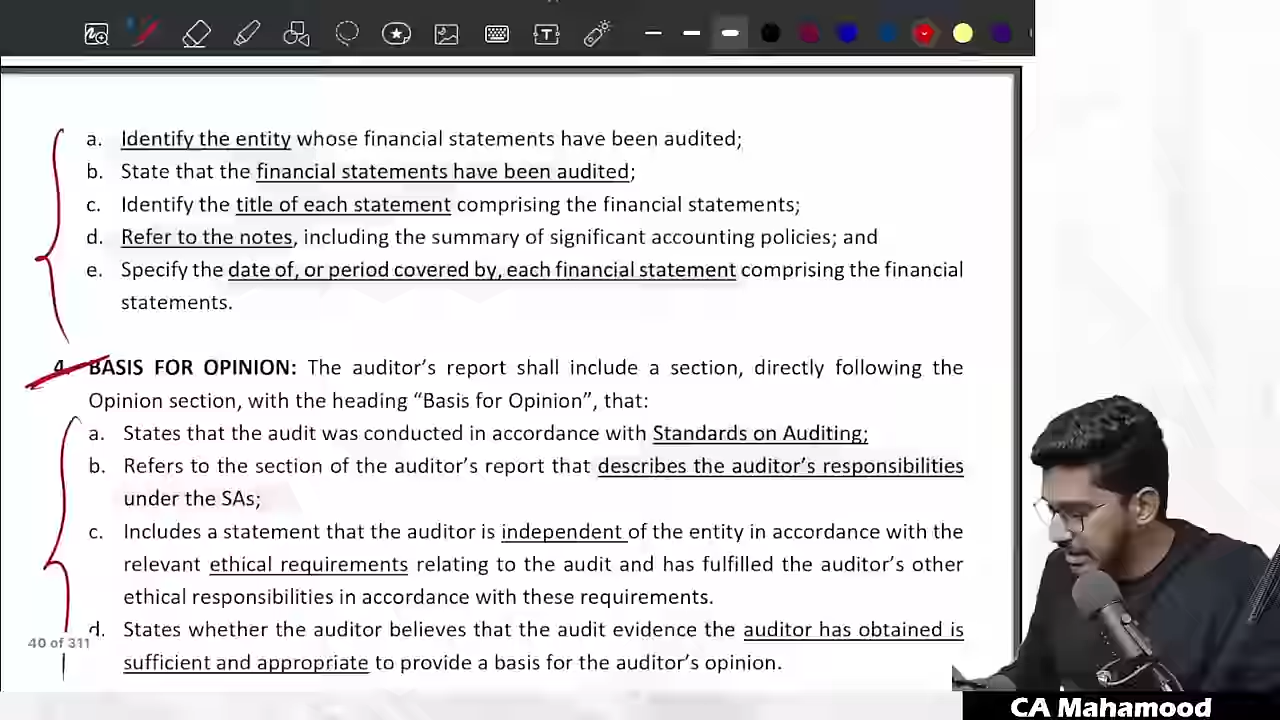 a. Identify the entity whose financial statements have been audited;
b. State that the financial statements have been audited;
c. Identify the title of each statement comprising the financial statements;
d. Refer to the notes, including the summary of significant accounting policies; and
e. Specify the date of, or period covered by, each financial statement comprising the financial
statements.
4. BASIS FOR OPINION: The auditor’s report shall include a section, directly following the
Opinion section, with the heading “Basis for Opinion”, that:
a. States that the audit was conducted in accordance with Standards on Auditing;
b. Refers to the section of the auditor’s report that describes the auditor’s responsibilities
under the SAs;
c. Includes a statement that the auditor is independent of the entity in accordance with the
relevant ethical requirements relating to the audit and has fulfilled the auditor’s other
ethical responsibilities in accordance with these requirements.
d. States whether the auditor believes that the audit evidence the auditor has obtained is
40 of 311
sufficient and appropriate to provide a basis for the auditor’s opinion.
CA Mahamood